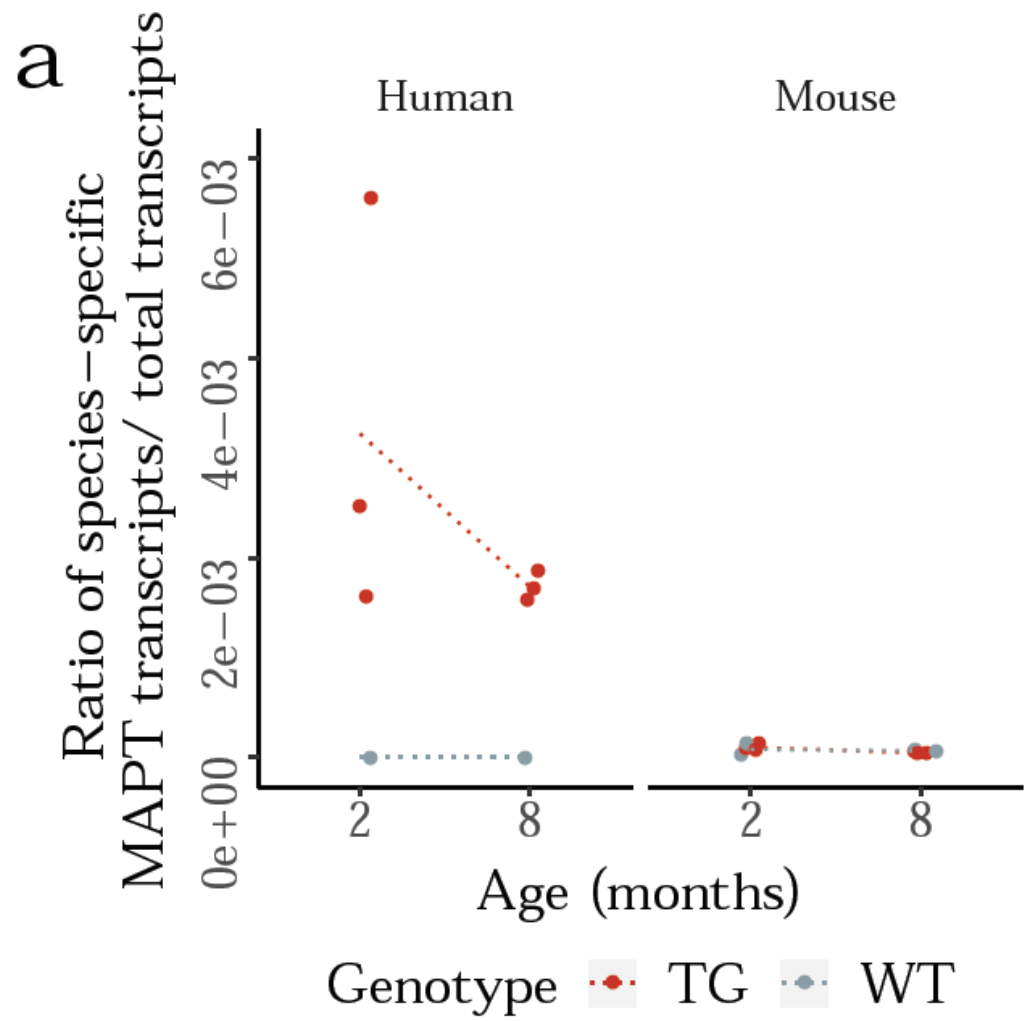 a
Ratio of species−specific
MAPT transcripts/ total transcripts
Human
Mouse
6e−03
4e−03
2e−03
0e+00
2
8
2
8
Age (months)
Genotype TG WT